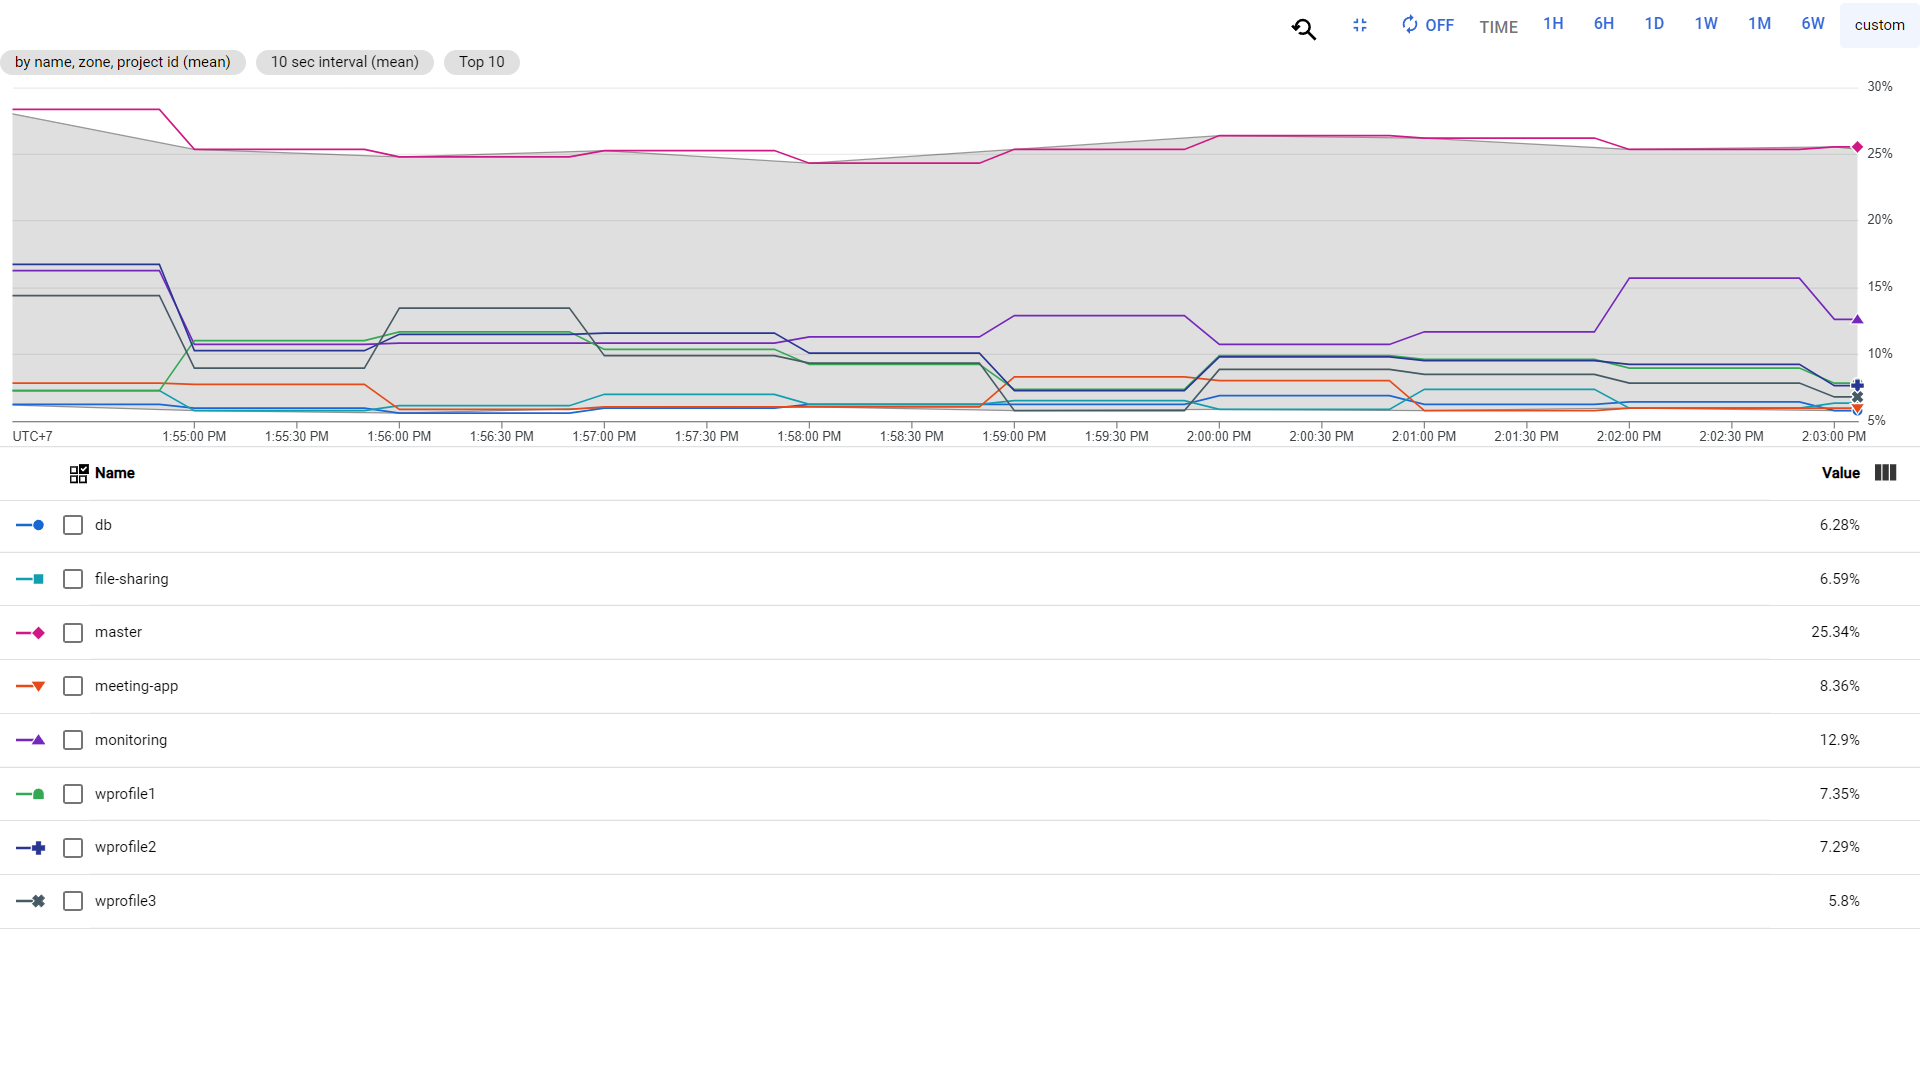 OFF TIME 1H 6H 1D 1W 1M 6W custom
by name, zone, project id (mean) 10 sec interval (mean) Top 10
30%
25%
20%
15%
10%
5%
UTC+7 1:55:00 PM 1:55:30 PM 1:56:00 PM 1:56:30 PM 1:57:00 PM 1:57:30 PM 1:58:00 PM 1:58:30 PM 1:59:00 PM 1:59:30 PM 2:00:00 PM 2:00:30 PM 2:01:00 PM 2:01:30 PM 2:02:00 PM 2:02:30 PM 2:03:00 PM
Name Value
db 6.28%
file-sharing 6.59%
master 25.34%
meeting-app 8.36%
monitoring 12.9%
wprofile1 7.35%
wprofile2 7.29%
wprofile3 5.8%